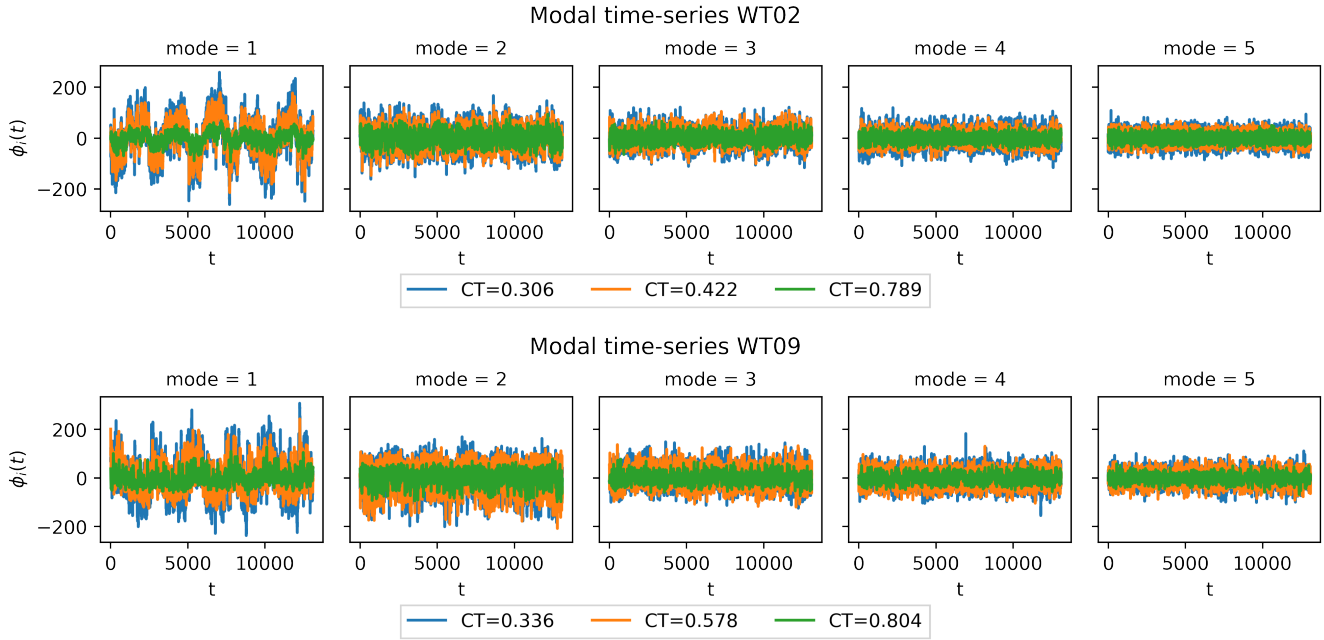 Modal time-series WT02
mode = 1 mode = 2 mode = 3 mode = 4 mode = 5
200
0
−200
ϕᵢ(t)
0 5000 10000 0 5000 10000 0 5000 10000 0 5000 10000 0 5000 10000
t t t t t
CT=0.306 CT=0.422 CT=0.789
Modal time-series WT09
mode = 1 mode = 2 mode = 3 mode = 4 mode = 5
200
0
−200
ϕᵢ(t)
0 5000 10000 0 5000 10000 0 5000 10000 0 5000 10000 0 5000 10000
t t t t t
CT=0.336 CT=0.578 CT=0.804